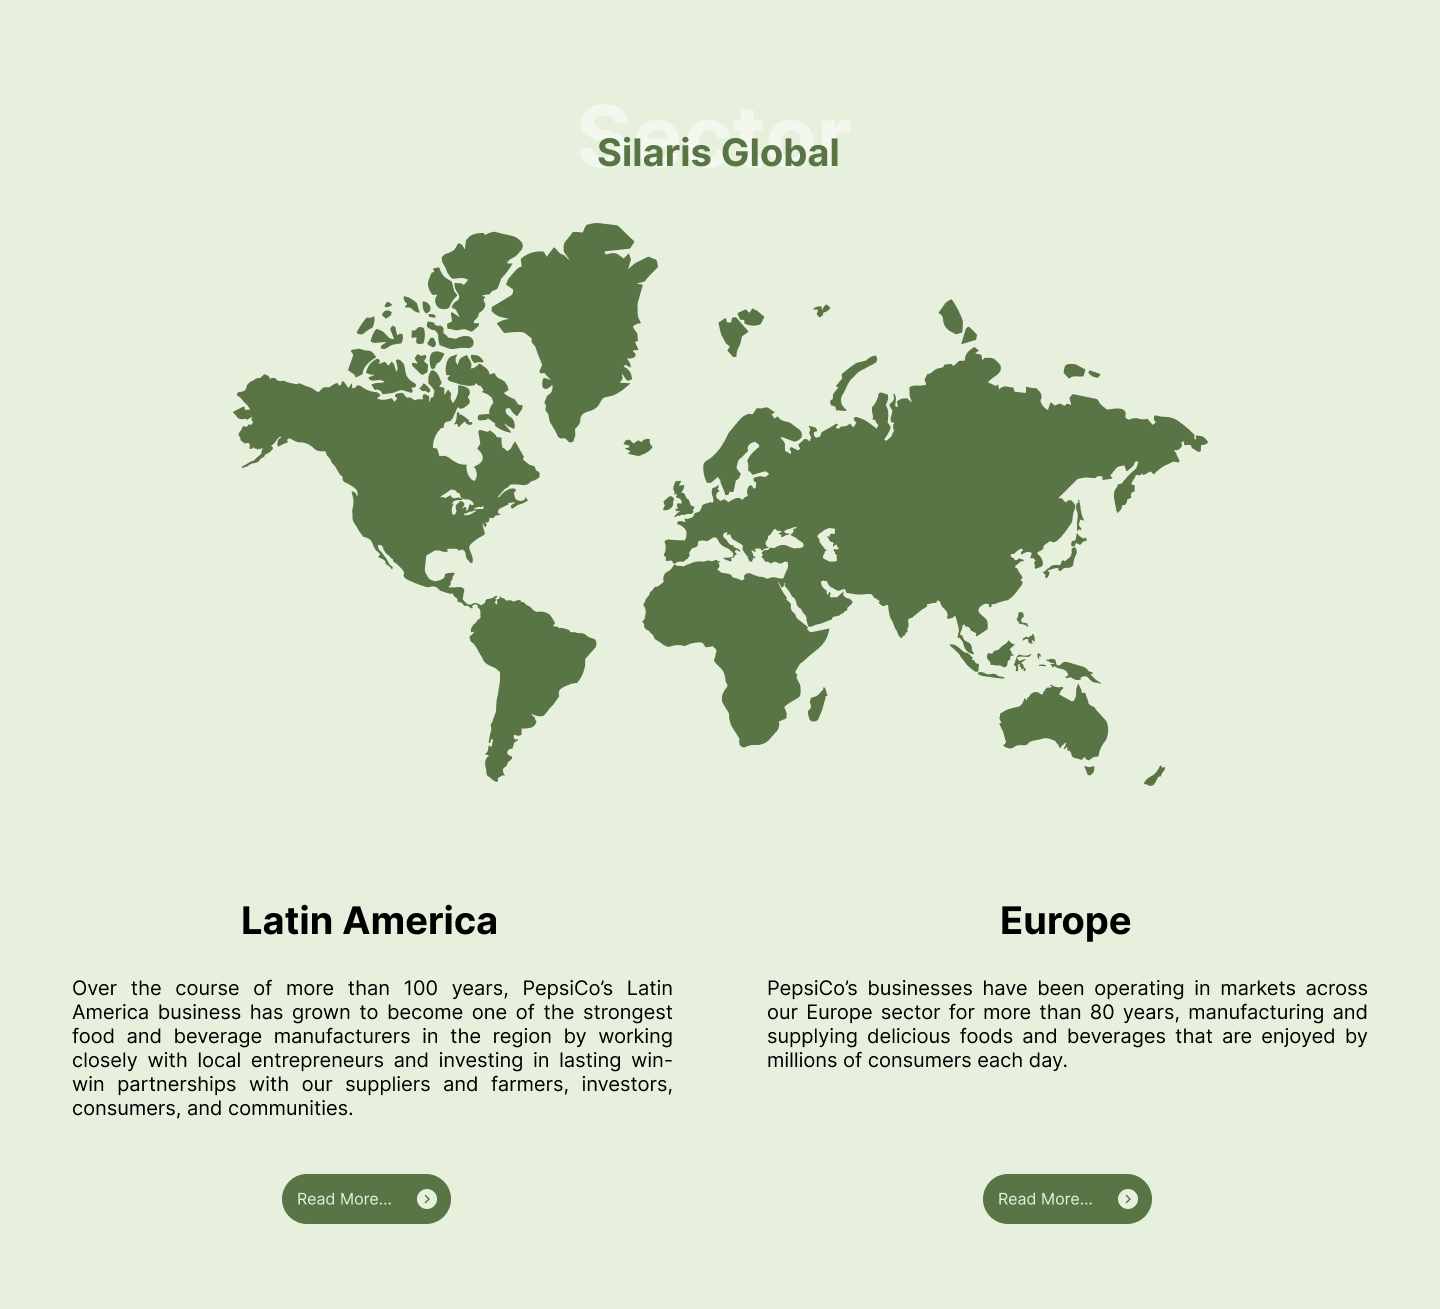 Sector
Silaris Global
Latin America
Over the course of more than 100 years, PepsiCo’s Latin
America business has grown to become one of the strongest
food and beverage manufacturers in the region by working
closely with local entrepreneurs and investing in lasting win-
win partnerships with our suppliers and farmers, investors,
consumers, and communities.
Read More...
Europe
PepsiCo’s businesses have been operating in markets across
our Europe sector for more than 80 years, manufacturing and
supplying delicious foods and beverages that are enjoyed by
millions of consumers each day.
Read More...